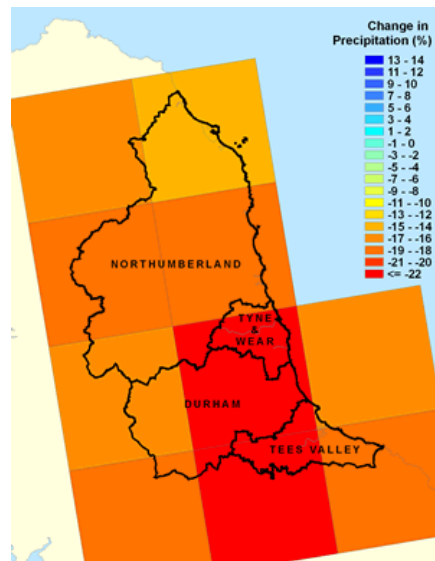 Change in
Precipitation (%)
13 - 14
11 - 12
9 - 10
7 - 8
5 - 6
3 - 4
1 - 2
-1 - 0
-3 - -2
-5 - -4
-7 - -6
-9 - -8
-11 - -10
-13 - -12
-15 - -14
-17 - -16
-19 - -18
-21 - -20
<= -22
NORTHUMBERLAND
TYNE
&
WEAR
DURHAM
TEES VALLEY